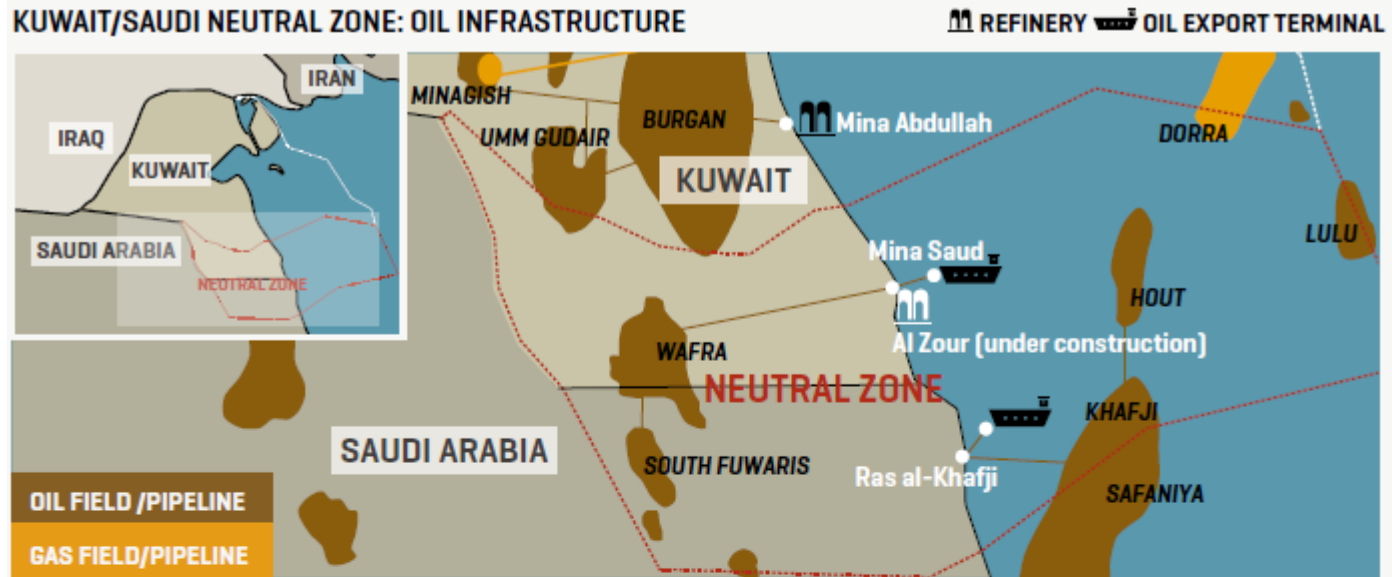 KUWAIT/SAUDI NEUTRAL ZONE: OIL INFRASTRUCTURE
REFINERY
OIL EXPORT TERMINAL
IRAN
IRAQ
KUWAIT
SAUDI ARABIA
NEUTRAL ZONE
MINAGISH
UMM GUDAIR
BURGAN
Mina Abdullah
DORRA
KUWAIT
LULU
Mina Saud
HOUT
Al Zour (under construction)
WAFRA
NEUTRAL ZONE
KHAFJI
SAUDI ARABIA
SOUTH FUWARIS
Ras al-Khafji
SAFANIYA
OIL FIELD /PIPELINE
GAS FIELD/PIPELINE